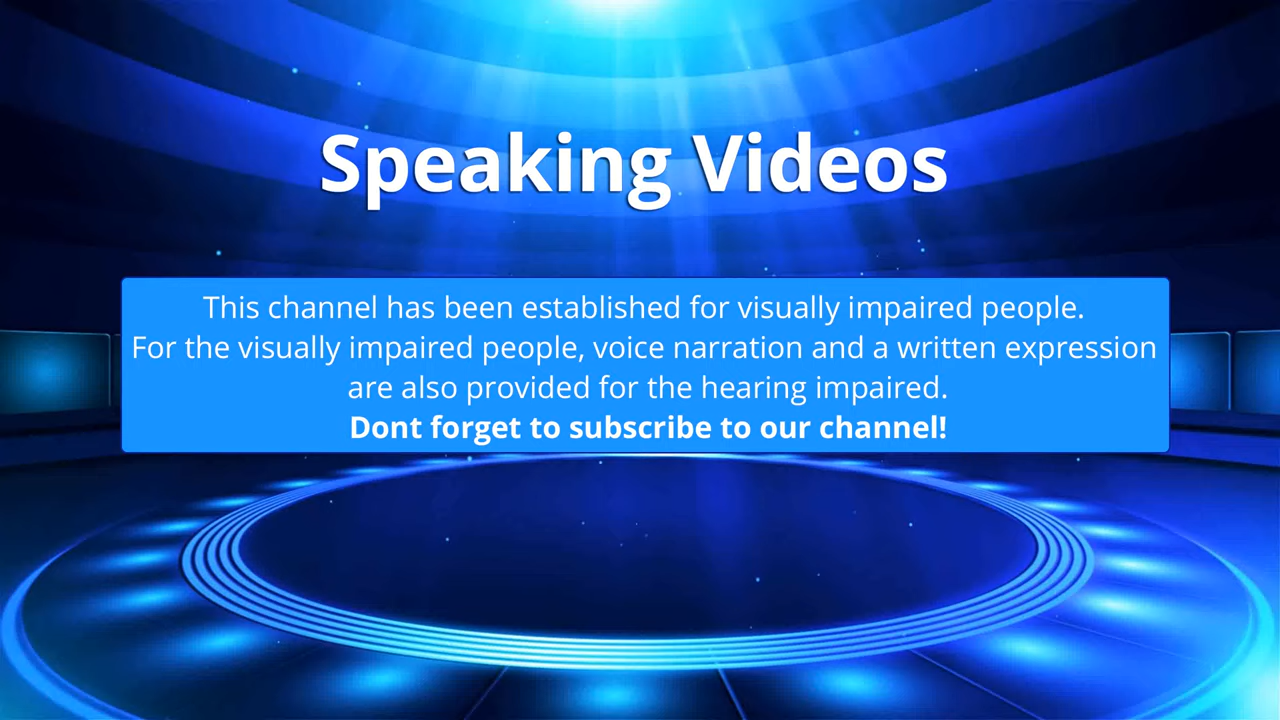 Speaking Videos
This channel has been established for visually impaired people.
For the visually impaired people, voice narration and a written expression
are also provided for the hearing impaired.
Dont forget to subscribe to our channel!